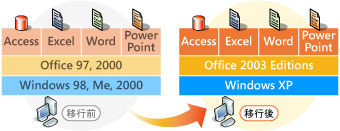 Access Excel Word Power Point
Office 97, 2000
Windows 98, Me, 2000
移行前
Access Excel Word Power Point
Office 2003 Editions
Windows XP
移行後